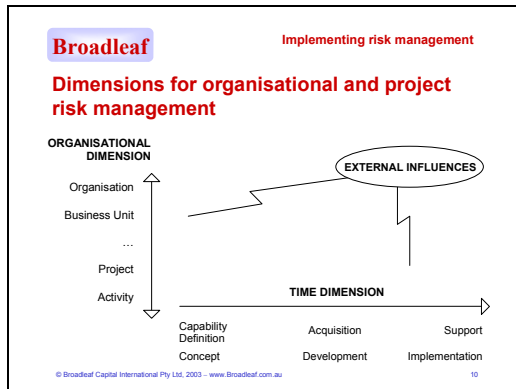 Broadleaf
Implementing risk management
Dimensions for organisational and project
risk management
ORGANISATIONAL
DIMENSION
EXTERNAL INFLUENCES
Organisation
Business Unit
...
Project
Activity
TIME DIMENSION
Capability
Definition
Acquisition
Support
Concept
Development
Implementation
© Broadleaf Capital International Pty Ltd, 2003 – www.Broadleaf.com.au
10